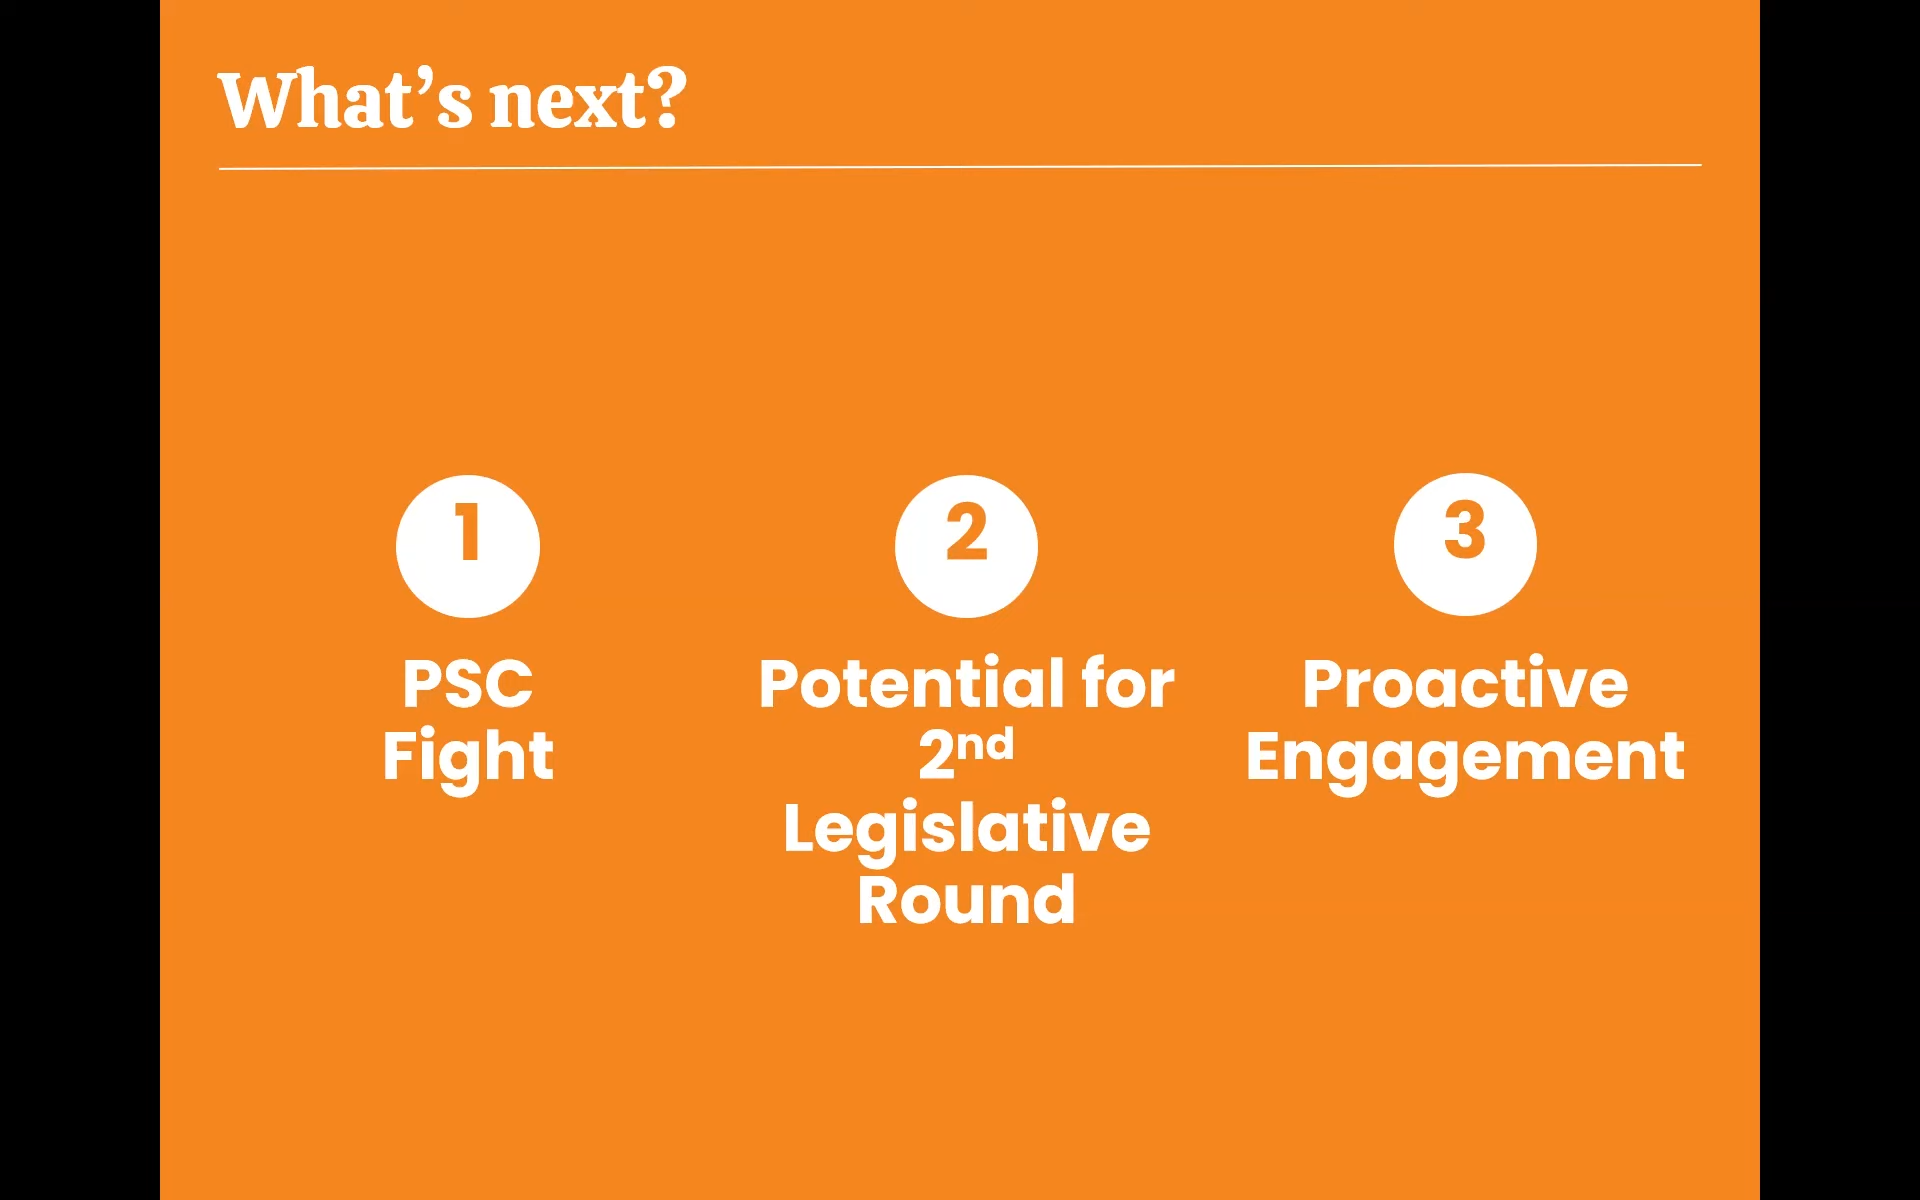 What’s next?
1
PSC
Fight
2
Potential for
2nd
Legislative
Round
3
Proactive
Engagement